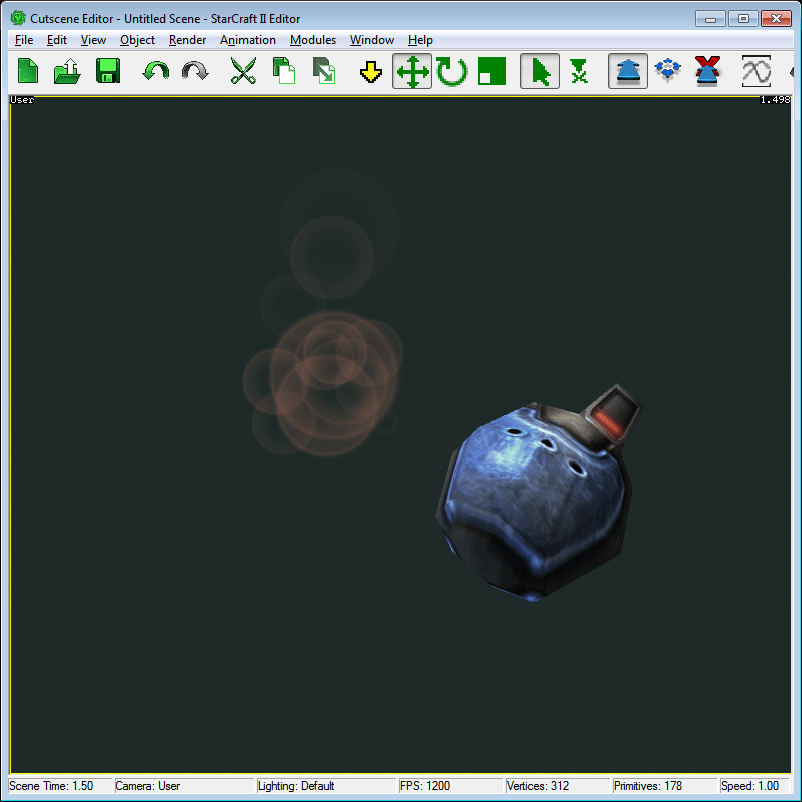 Cutscene Editor - Untitled Scene - StarCraft II Editor
File Edit View Object Render Animation Modules Window Help
User 1.498
Scene Time: 1.50 Camera: User Lighting: Default FPS: 1200 Vertices: 312 Primitives: 178 Speed: 1.00